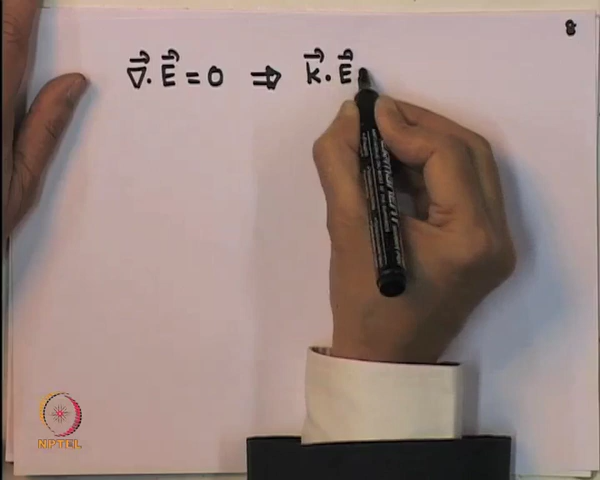 8
∇⃗. E⃗ = 0 ⇒ k⃗. E⃗
NPTEL